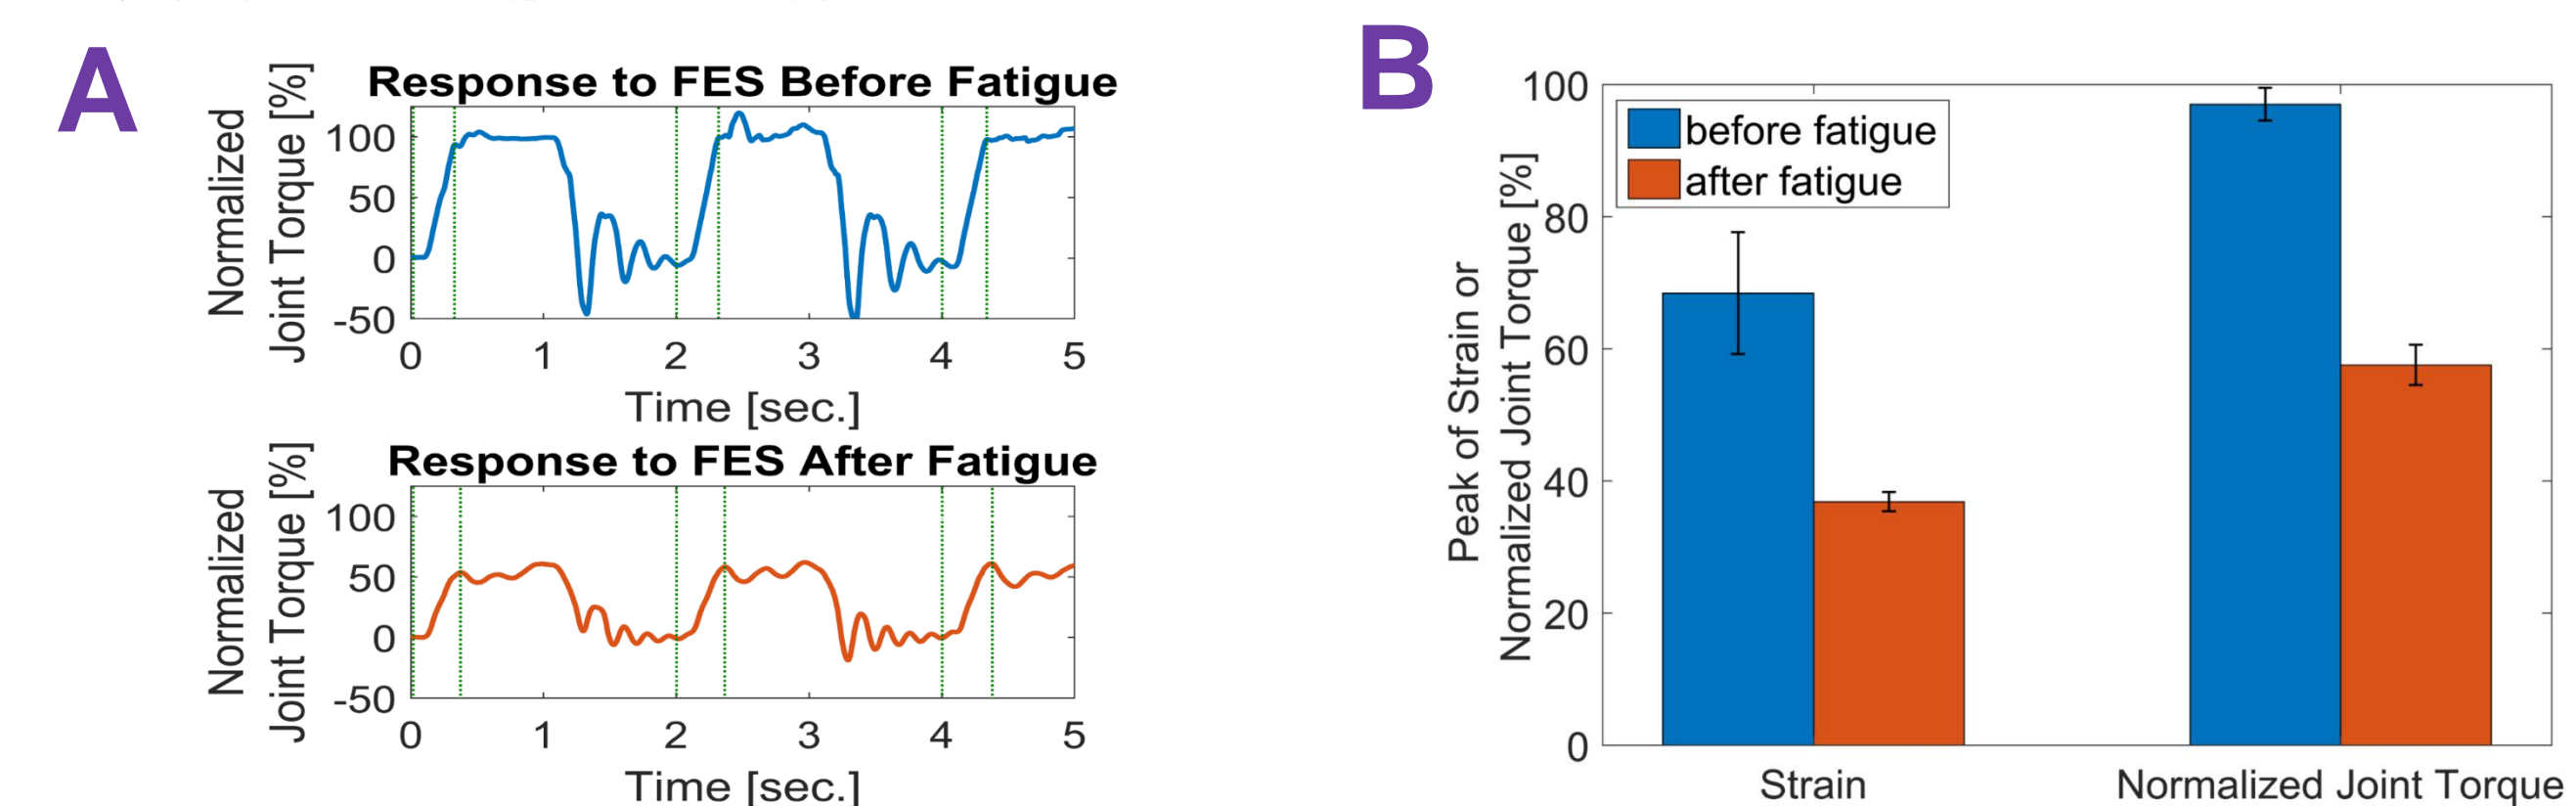 A
Response to FES Before Fatigue
Normalized
Joint Torque [%]
100
50
0
-50
0 1 2 3 4 5
Time [sec.]
Response to FES After Fatigue
Normalized
Joint Torque [%]
100
50
0
-50
0 1 2 3 4 5
Time [sec.]
B
Peak of Strain or
Normalized Joint Torque [%]
100
80
60
40
20
0
before fatigue
after fatigue
Strain
Normalized Joint Torque